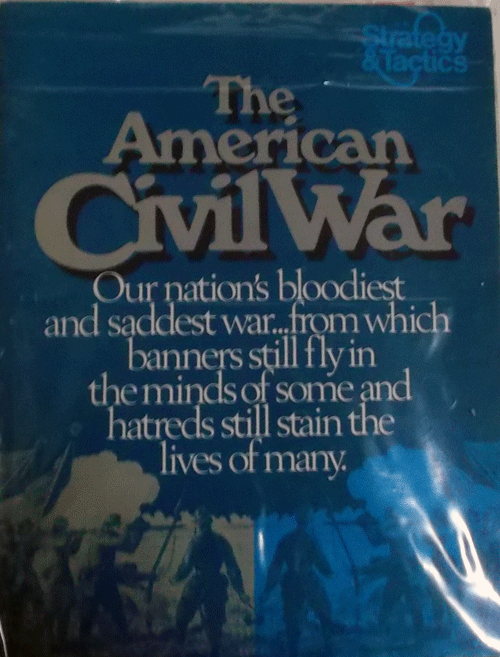 Strategy
& Tactics
The
American
Civil War
Our nation's bloodiest
and saddest war...from which
banners still fly in
the minds of some and
hatreds still stain the
lives of many.